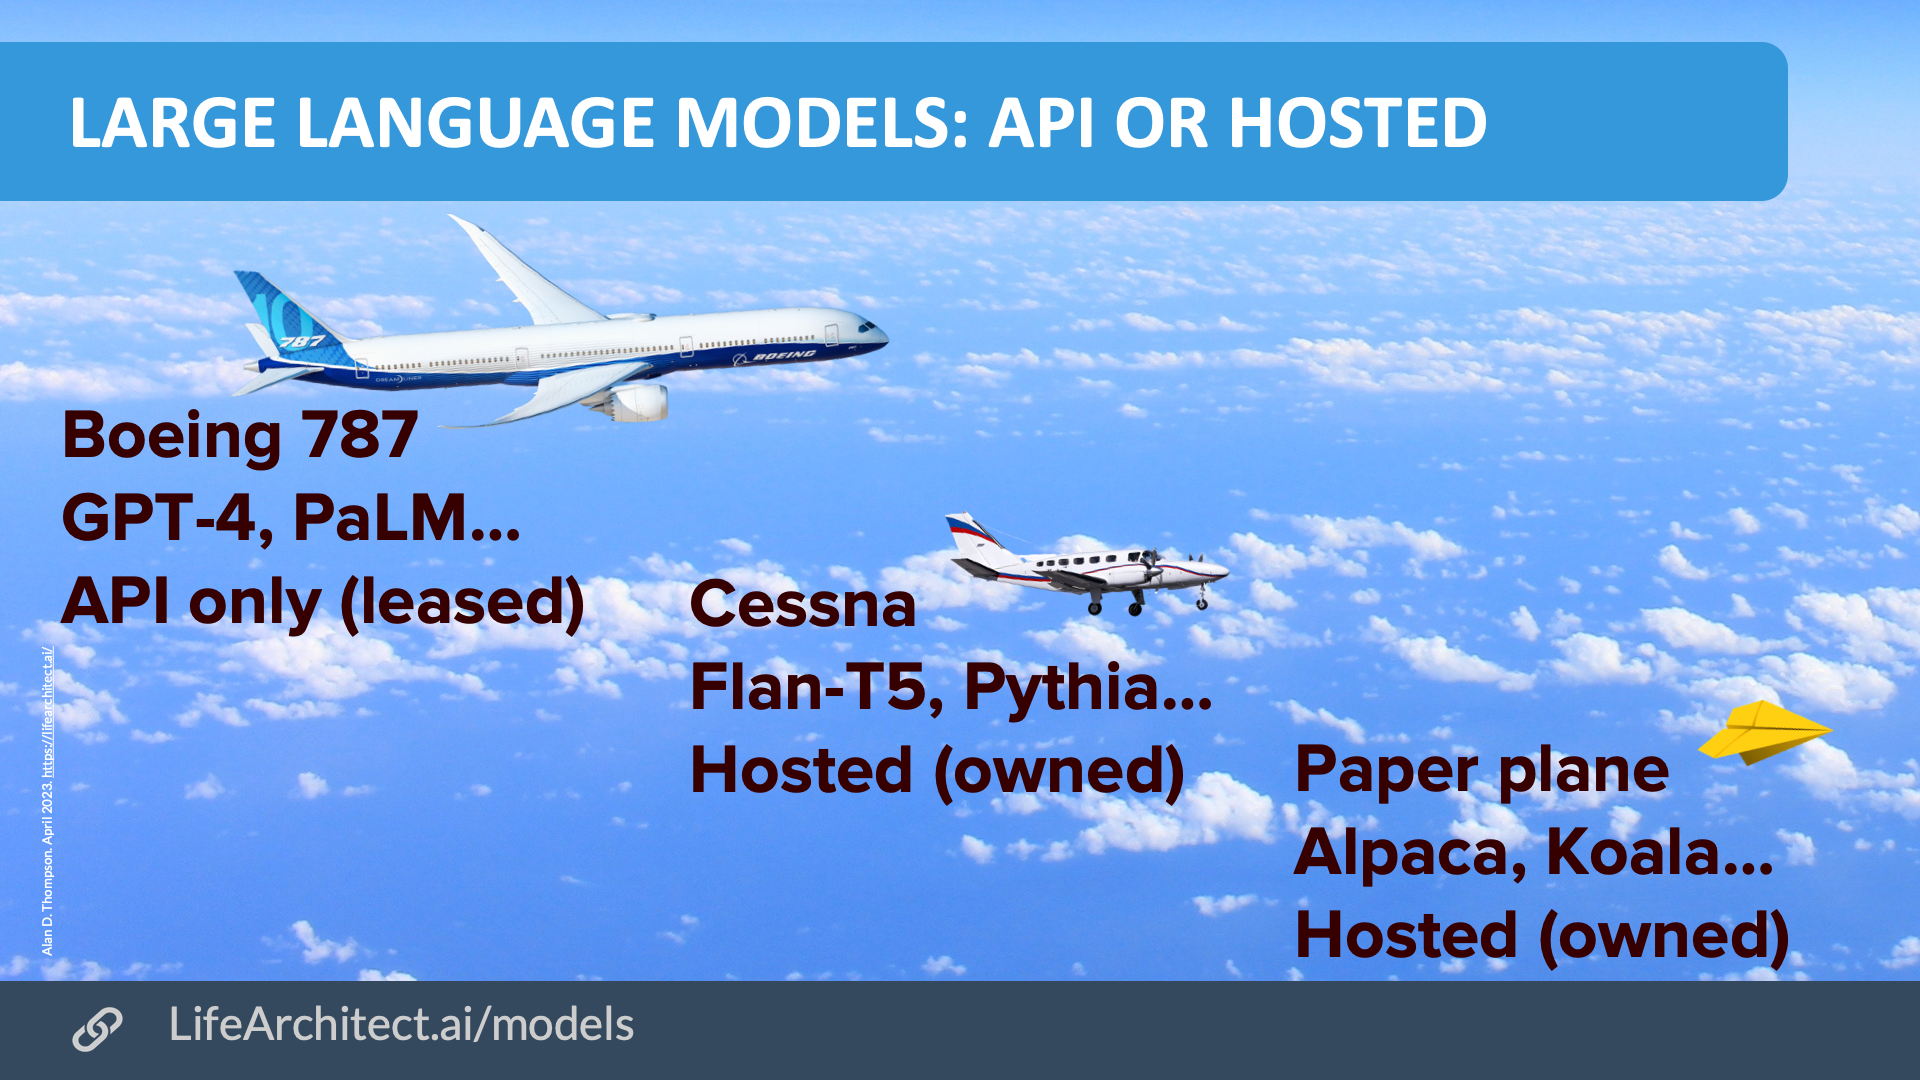 LARGE LANGUAGE MODELS: API OR HOSTED
10
787
DREAMLINER
BOEING
Boeing 787
GPT-4, PaLM...
API only (leased)
Cessna
Flan-T5, Pythia...
Hosted (owned)
Paper plane
Alpaca, Koala...
Hosted (owned)
Alan D. Thompson. April 2023. https://lifearchitect.ai/
LifeArchitect.ai/models